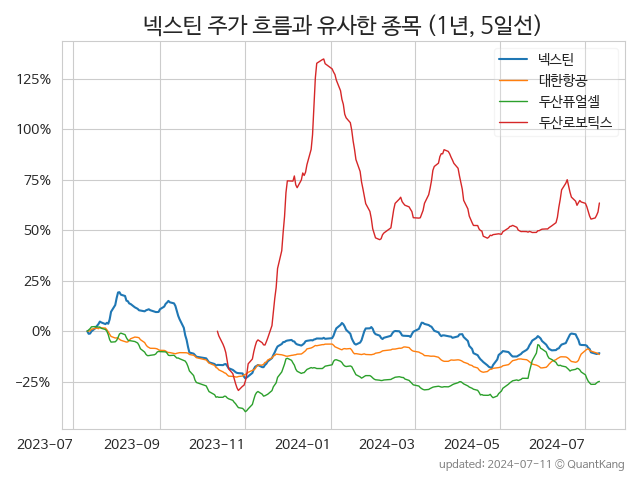 넥스틴 주가 흐름과 유사한 종목 (1년, 5일선)
넥스틴
대한항공
두산퓨얼셀
두산로보틱스
125%
100%
75%
50%
25%
0%
−25%
2023-07 2023-09 2023-11 2024-01 2024-03 2024-05 2024-07
updated: 2024-07-11 © QuantKang